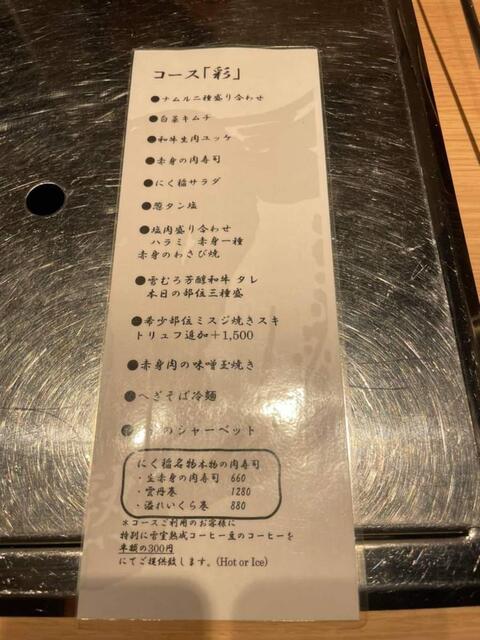 コース「彩」
●ナムル二種盛り合わせ
●白菜キムチ
●和牛生肉ユッケ
●赤身の肉寿司
●にく稲サラダ
●葱タン塩
●塩肉盛り合わせ
ハラミ 赤身一種
赤身のわさび焼
●雪むろ芳醇和牛 タレ
本日の部位三種盛
●希少部位ミスジ焼きスキ
トリュフ追加+1,500
●赤身肉の味噌玉焼き
●へぎそば冷麺
のシャーベット
にく稲名物本物の肉寿司
・生赤身の肉寿司 660
・雲丹巻 1280
・溢れいくら巻 880
*コースご利用のお客様に
特別に雪室熟成コーヒー豆のコーヒーを
半額の300円
にてご提供致します。(Hot or Ice)